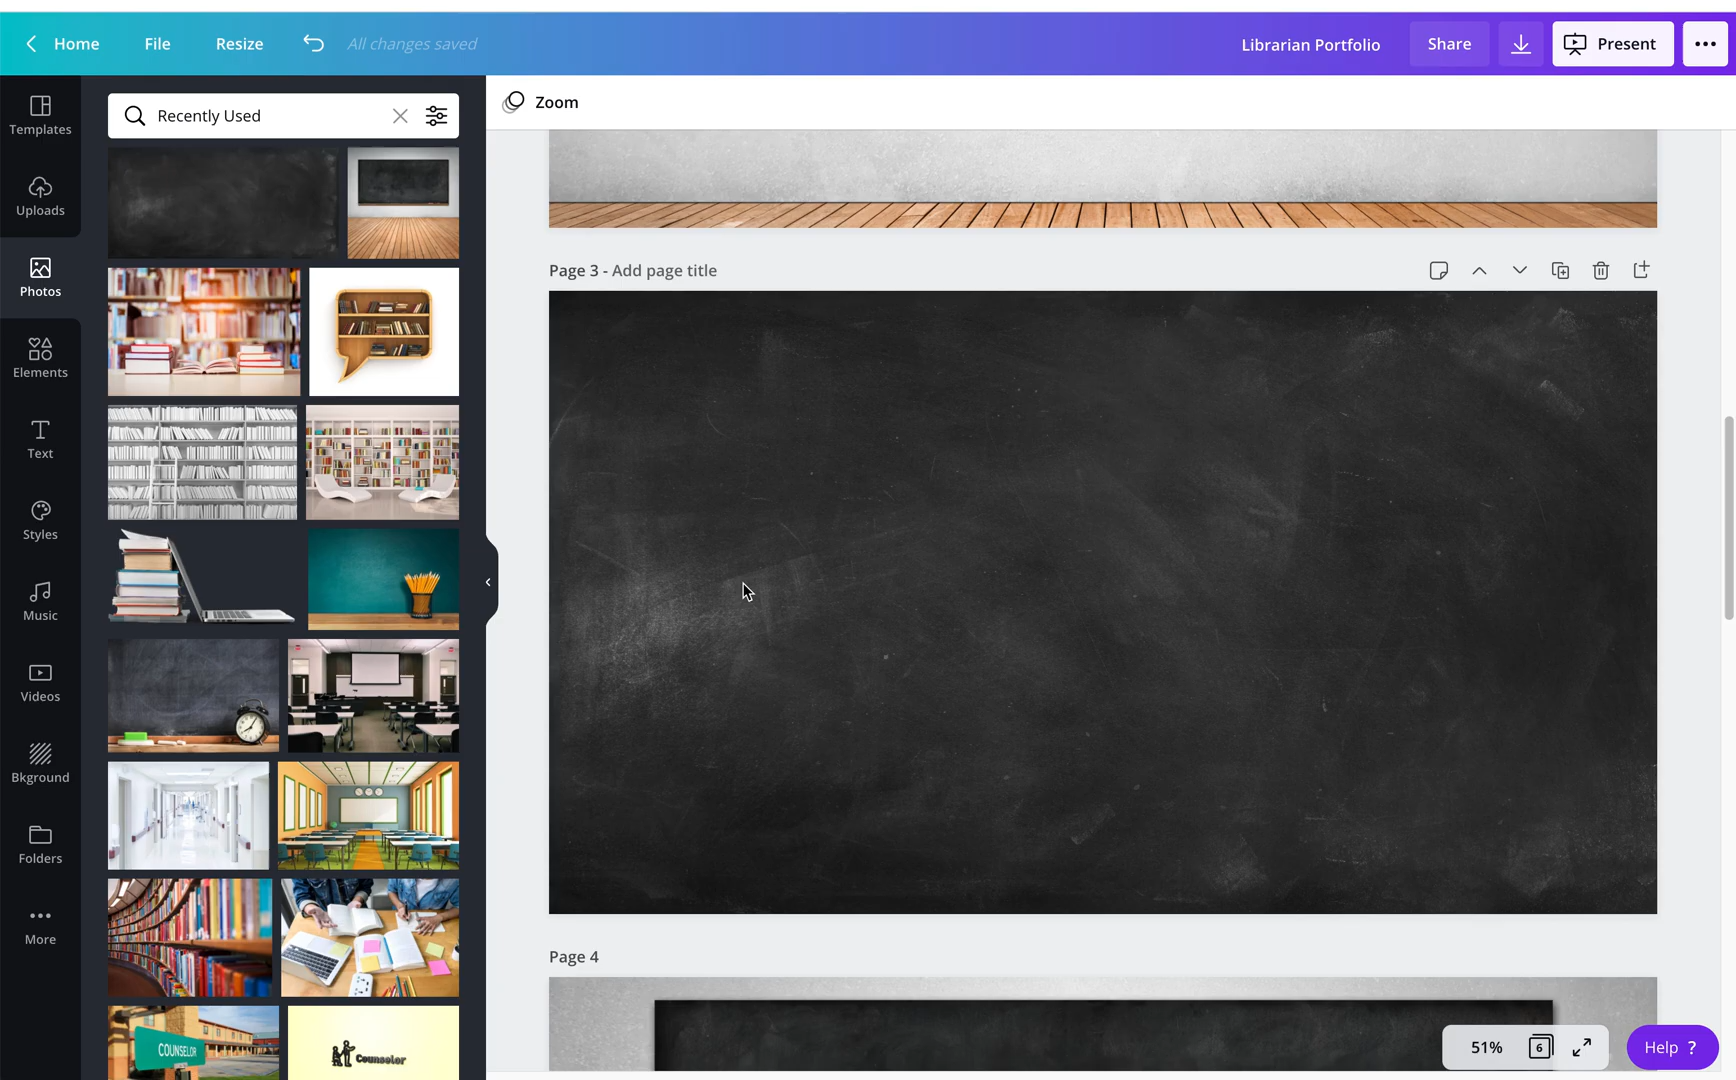 Home File Resize All changes saved Librarian Portfolio Share Present
Templates
Uploads
Photos
Elements
Text
Styles
Music
Videos
Bkground
Folders
More
Recently Used
COUNSELOR
Counselor
Zoom
Page 3 - Add page title
Page 4
51% 6 Help ?